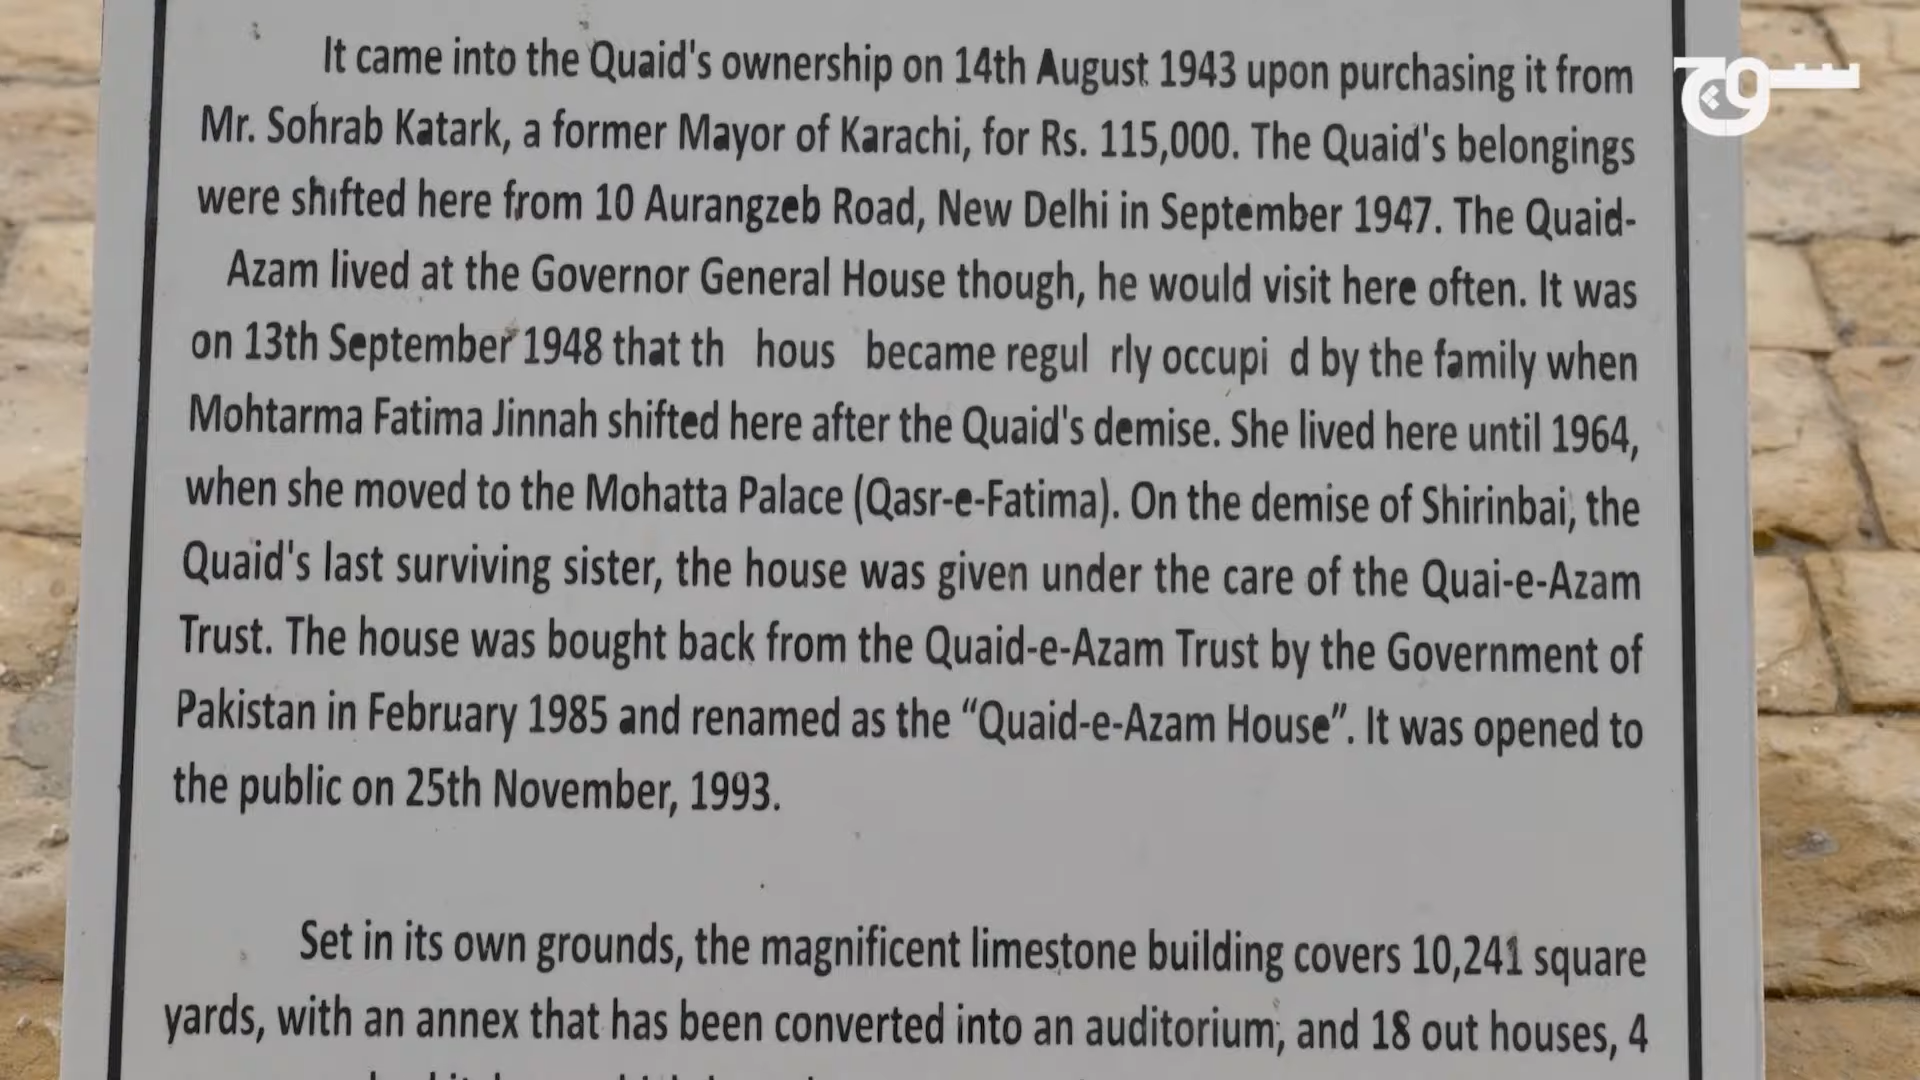 It came into the Quaid's ownership on 14th August 1943 upon purchasing it from
Mr. Sohrab Katark, a former Mayor of Karachi, for Rs. 115,000. The Quaid's belongings
were shifted here from 10 Aurangzeb Road, New Delhi in September 1947. The Quaid-
Azam lived at the Governor General House though, he would visit here often. It was
on 13th September 1948 that th hous became regul rly occupi d by the family when
Mohtarma Fatima Jinnah shifted here after the Quaid's demise. She lived here until 1964,
when she moved to the Mohatta Palace (Qasr-e-Fatima). On the demise of Shirinbai, the
Quaid's last surviving sister, the house was given under the care of the Quai-e-Azam
Trust. The house was bought back from the Quaid-e-Azam Trust by the Government of
Pakistan in February 1985 and renamed as the “Quaid-e-Azam House”. It was opened to
the public on 25th November, 1993.
Set in its own grounds, the magnificent limestone building covers 10,241 square
yards, with an annex that has been converted into an auditorium, and 18 out houses, 4
سوچ